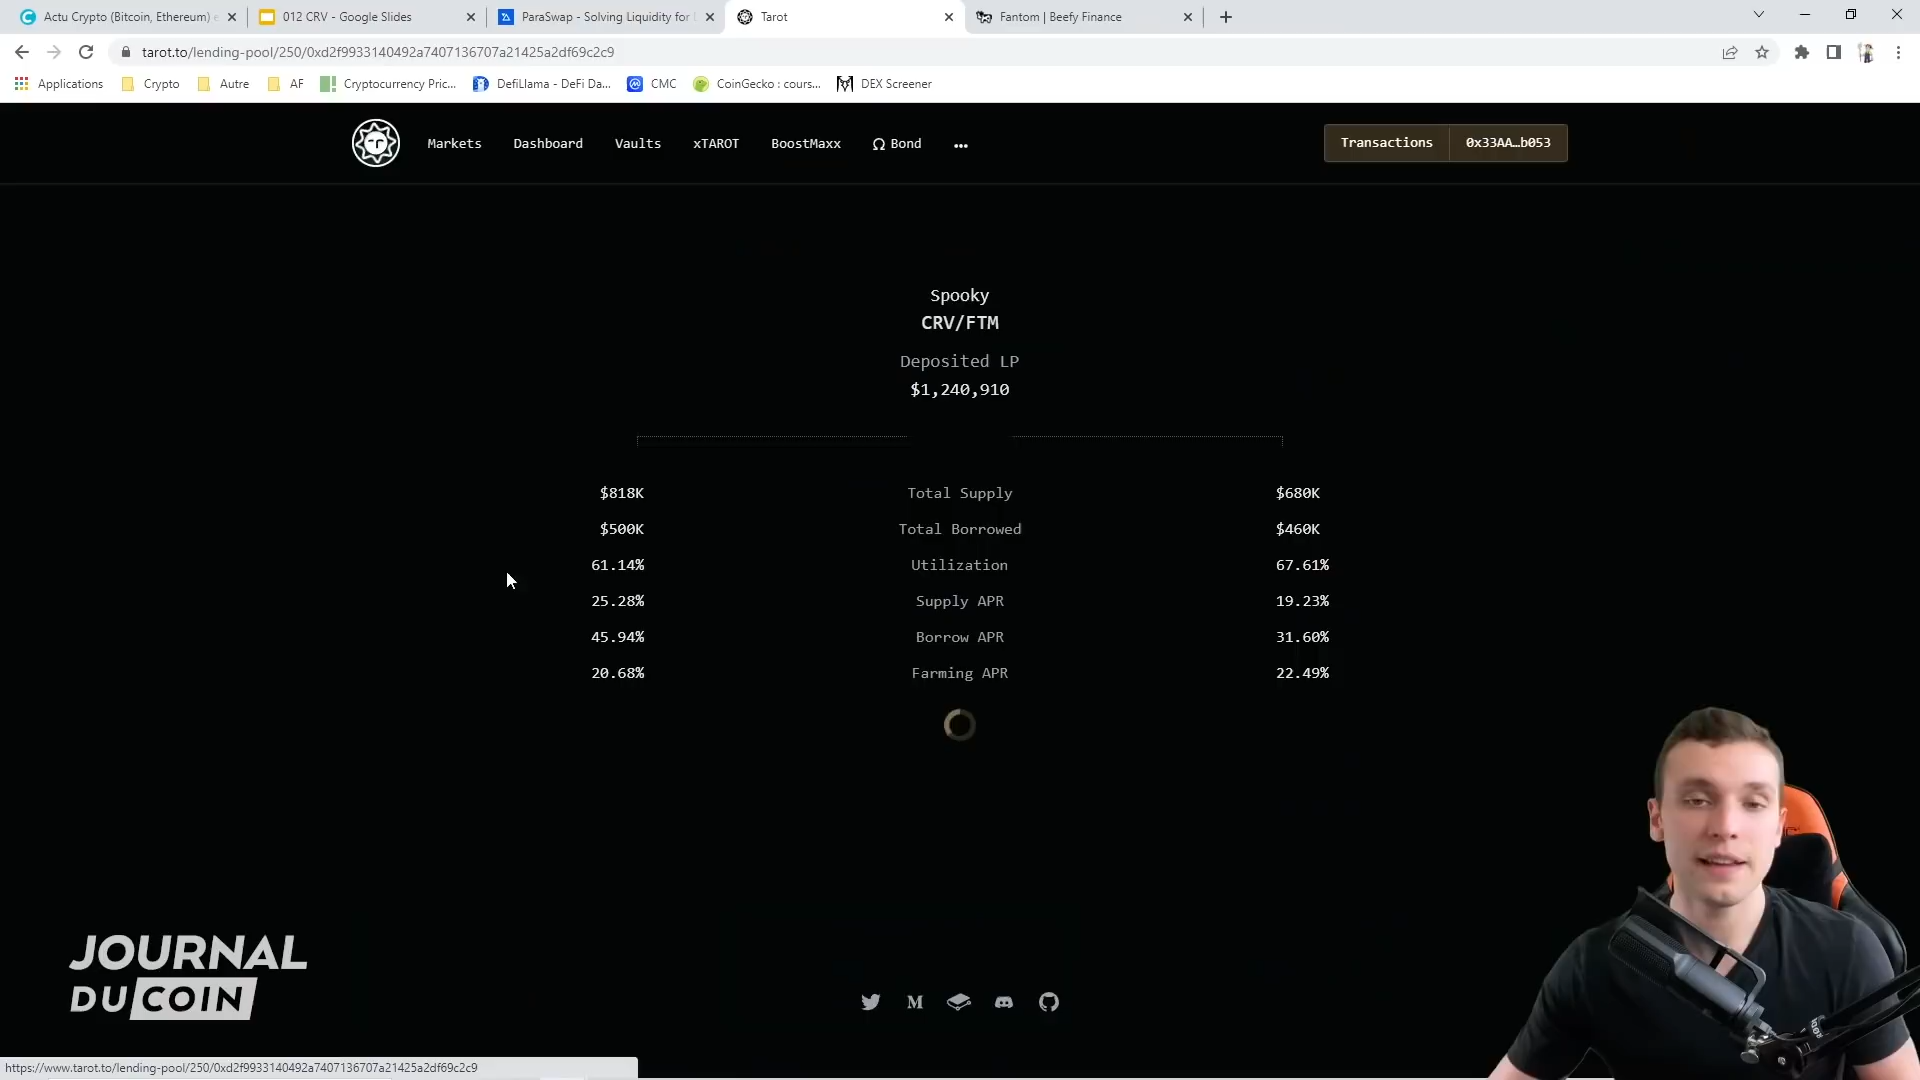 Actu Crypto (Bitcoin, Ethereum) e
012 CRV - Google Slides
ParaSwap - Solving Liquidity for
Tarot
Fantom | Beefy Finance
tarot.to/lending-pool/250/0xd2f9933140492a7407136707a21425a2df69c2c9
Applications
Crypto
Autre
AF
Cryptocurrency Pric...
DefiLlama - DeFi Da...
CMC
CoinGecko : cours...
DEX Screener
Markets
Dashboard
Vaults
xTAROT
BoostMaxx
Ω Bond
Transactions
0x33AA…b053
Spooky
CRV/FTM
Deposited LP
$1,240,910
$818K Total Supply $680K
$500K Total Borrowed $460K
61.14% Utilization 67.61%
25.28% Supply APR 19.23%
45.94% Borrow APR 31.60%
20.68% Farming APR 22.49%
JOURNAL
DU COIN
https://www.tarot.to/lending-pool/250/0xd2f9933140492a7407136707a21425a2df69c2c9